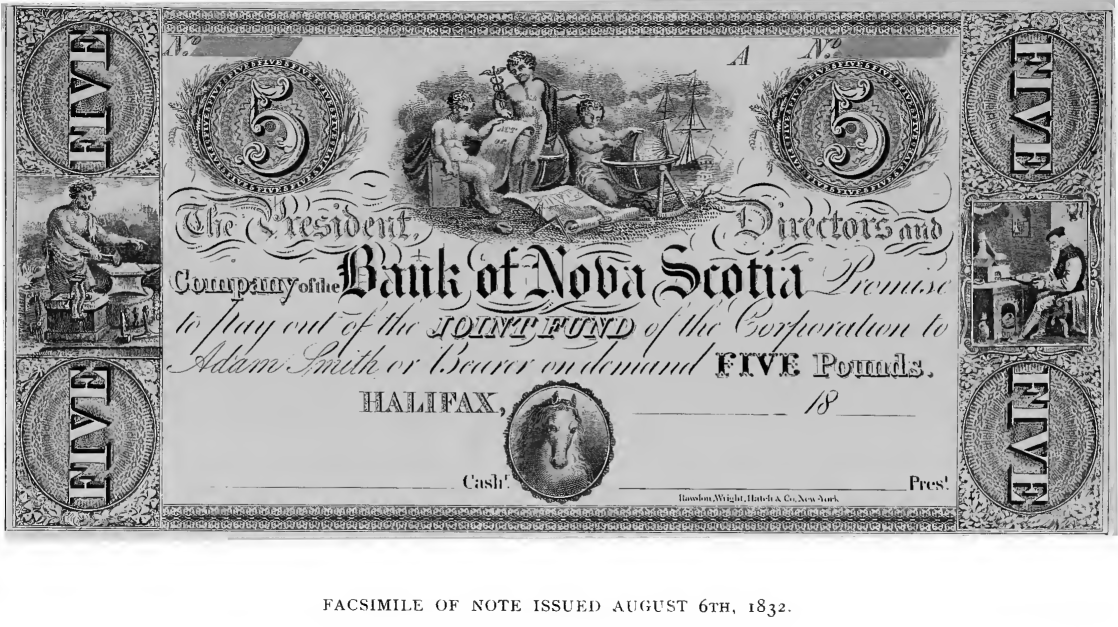 FIVE
FIVE
Nº A Nº
5 5
The President, Directors and
Company of the Bank of Nova Scotia Promise
to pay out of the JOINT FUND of the Corporation to
Adam Smith or Bearer on demand FIVE Pounds.
HALIFAX, 18
Cashr. Prest.
Rawdon, Wright, Hatch & Co. New-York.
FIVE
FIVE
FACSIMILE OF NOTE ISSUED AUGUST 6TH, 1832.